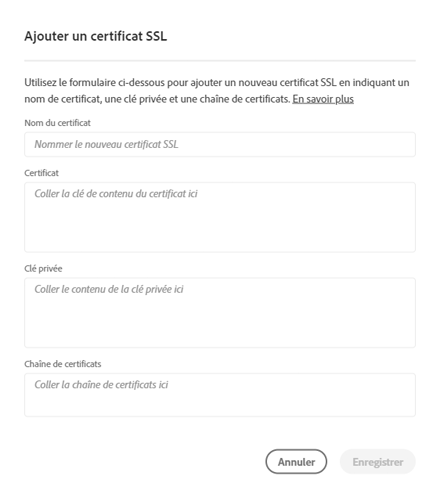 Ajouter un certificat SSL
Utilisez le formulaire ci-dessous pour ajouter un nouveau certificat SSL en indiquant un
nom de certificat, une clé privée et une chaîne de certificats. En savoir plus
Nom du certificat
Nommer le nouveau certificat SSL
Certificat
Coller la clé de contenu du certificat ici
Clé privée
Coller le contenu de la clé privée ici
Chaîne de certificats
Coller la chaîne de certificats ici
Annuler Enregistrer